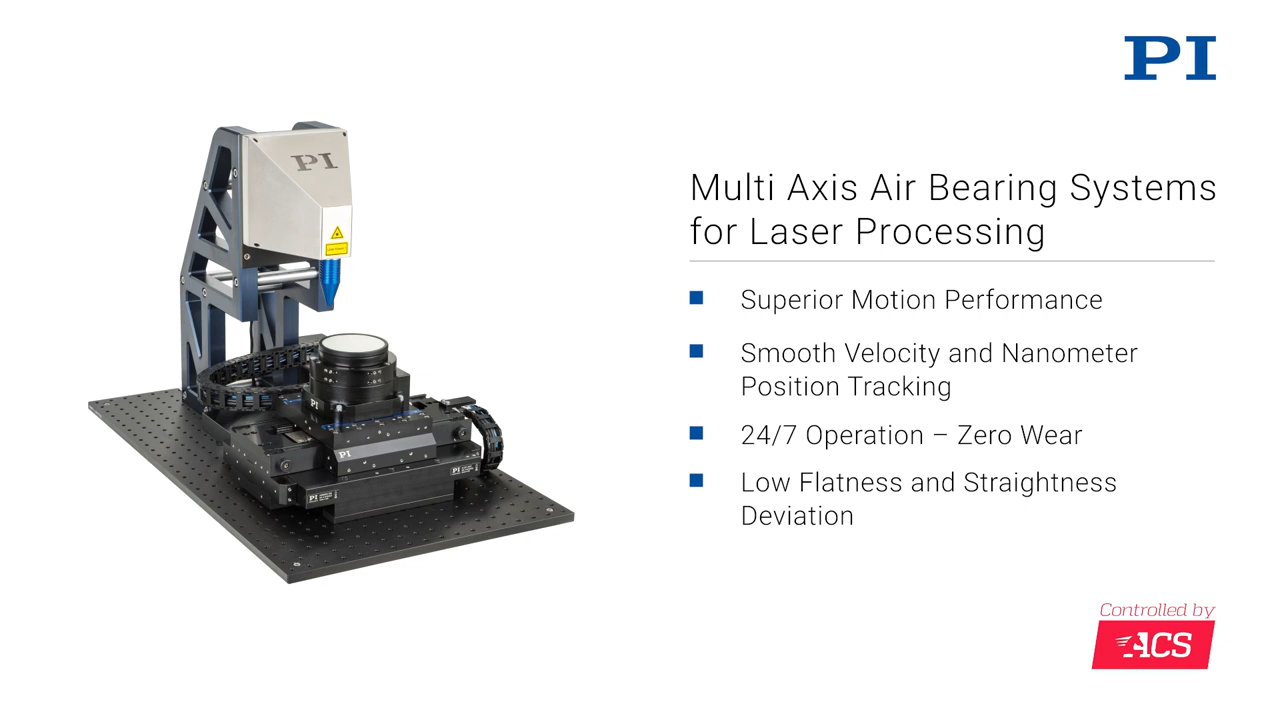 PI
PI
Multi Axis Air Bearing Systems
for Laser Processing
Superior Motion Performance
Smooth Velocity and Nanometer
Position Tracking
24/7 Operation – Zero Wear
Low Flatness and Straightness
Deviation
PI
PI
PI
PI
Controlled by
ACS